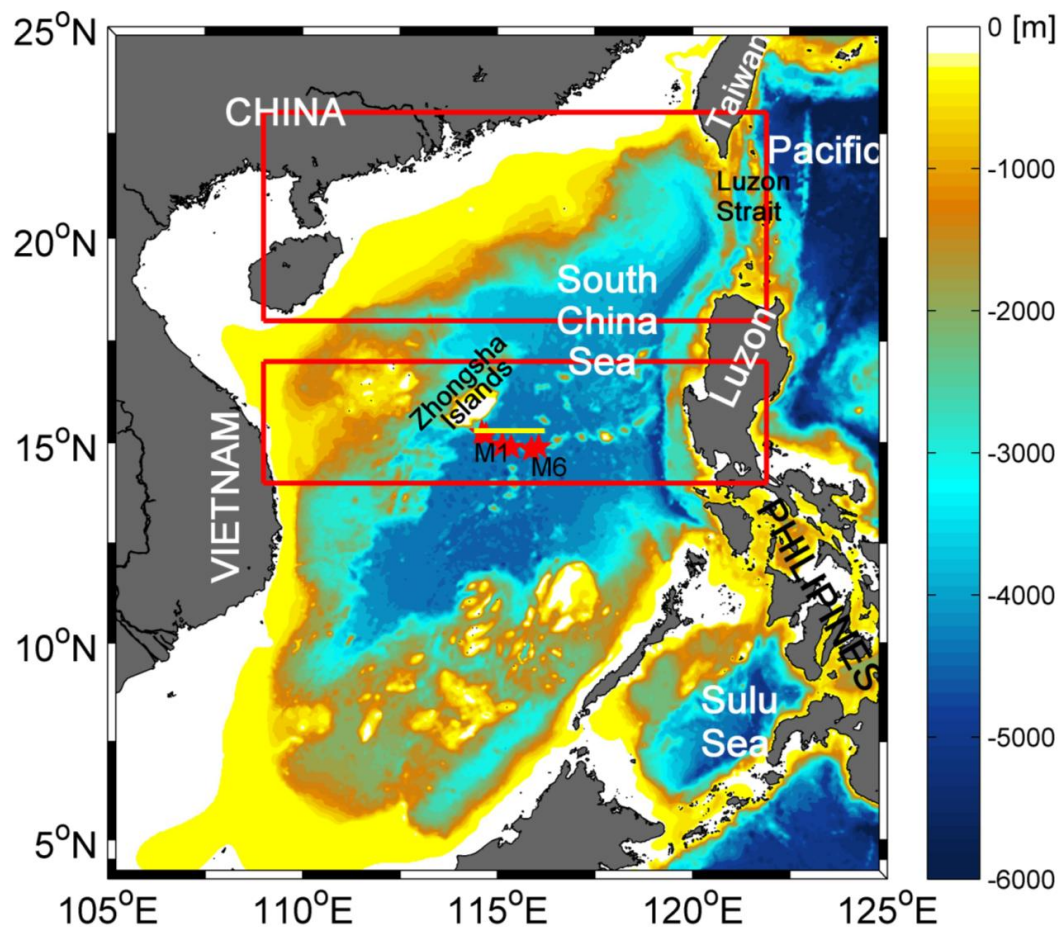 25°N
20°N
15°N
10°N
5°N
105°E
110°E
115°E
120°E
125°E
0 [m]
-1000
-2000
-3000
-4000
-5000
-6000
CHINA
Taiwan
Pacific
Luzon
Strait
South
China
Sea
Luzon
Zhongsha
Islands
M1
M6
VIETNAM
PHILIPINES
Sulu
Sea